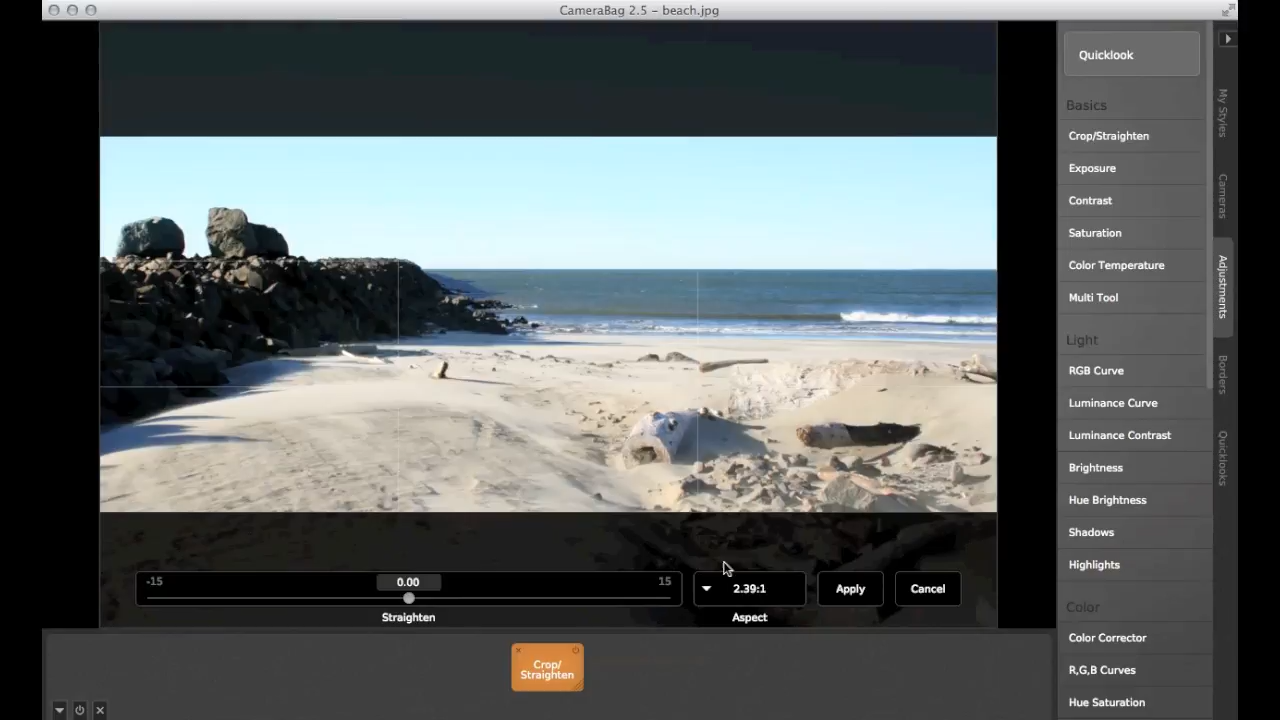 CameraBag 2.5 – beach.jpg
Quicklook
Basics
Crop/Straighten
Exposure
Contrast
Saturation
Color Temperature
Multi Tool
Light
RGB Curve
Luminance Curve
Luminance Contrast
Brightness
Hue Brightness
Shadows
Highlights
Color
Color Corrector
R,G,B Curves
Hue Saturation
My Styles
Cameras
Adjustments
Borders
Quicklooks
-15
0.00
15
Straighten
2.39:1
Aspect
Apply
Cancel
Crop/
Straighten